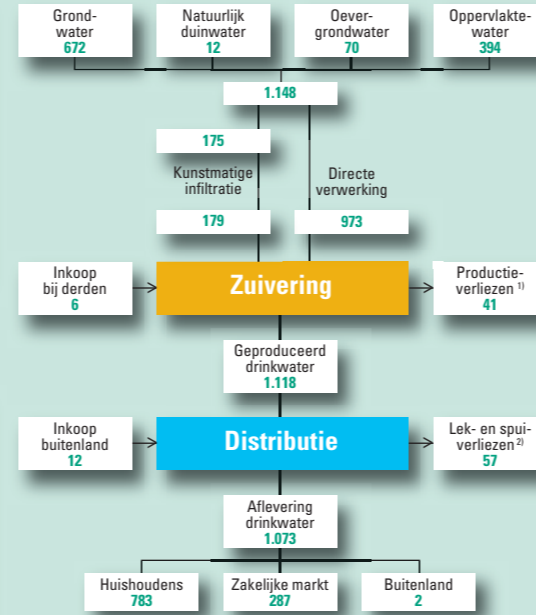 Grond-
water
672
Natuurlijk
duinwater
12
Oever-
grondwater
70
Oppervlakte-
water
394
1.148
175
Kunstmatige
infiltratie
179
Directe
verwerking
973
Inkoop
bij derden
6
Zuivering
Productie-
verliezen 1)
41
Geproduceerd
drinkwater
1.118
Inkoop
buitenland
12
Distributie
Lek- en spui-
verliezen 2)
57
Aflevering
drinkwater
1.073
Huishoudens
783
Zakelijke markt
287
Buitenland
2